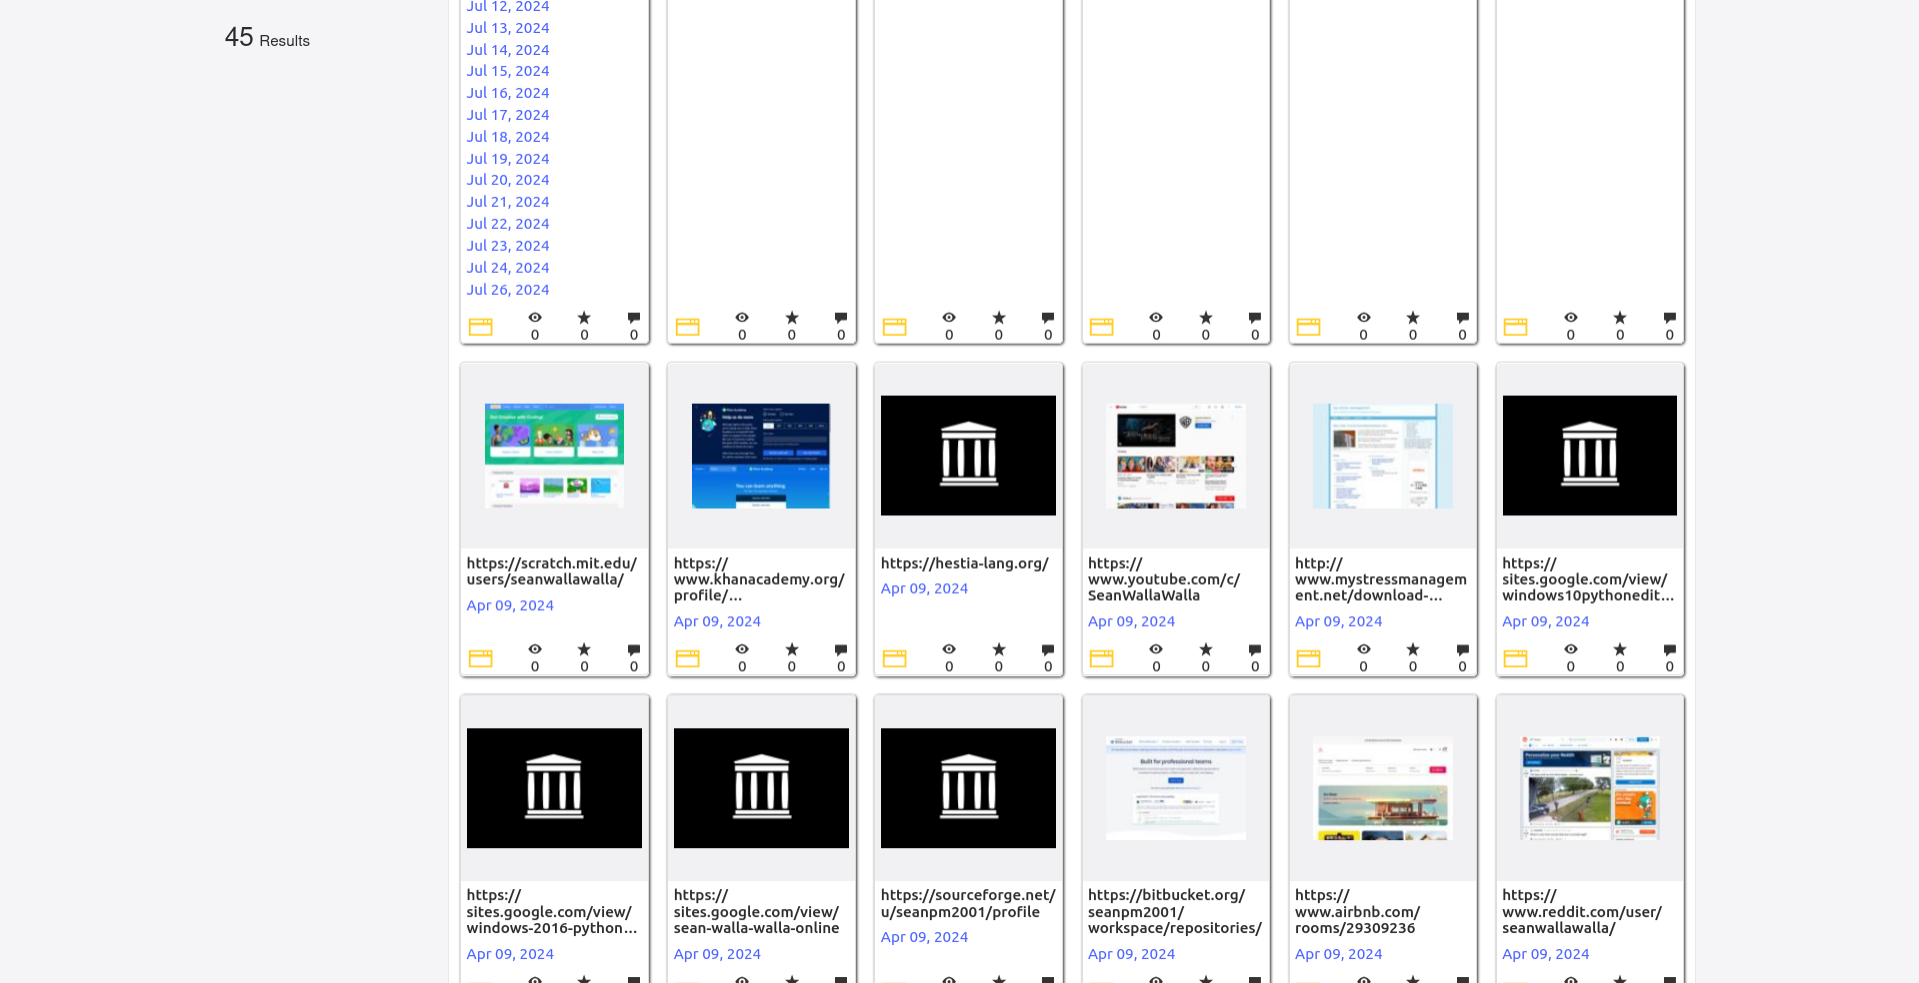 45 Results
Jul 12, 2024
Jul 13, 2024
Jul 14, 2024
Jul 15, 2024
Jul 16, 2024
Jul 17, 2024
Jul 18, 2024
Jul 19, 2024
Jul 20, 2024
Jul 21, 2024
Jul 22, 2024
Jul 23, 2024
Jul 24, 2024
Jul 26, 2024
0 0 0
0 0 0
0 0 0
0 0 0
0 0 0
0 0 0
https://scratch.mit.edu/
users/seanwallawalla/
Apr 09, 2024
0 0 0
https://
www.khanacademy.org/
profile/...
Apr 09, 2024
0 0 0
https://hestia-lang.org/
Apr 09, 2024
0 0 0
https://
www.youtube.com/c/
SeanWallaWalla
Apr 09, 2024
0 0 0
http://
www.mystressmanagem
ent.net/download-...
Apr 09, 2024
0 0 0
https://
sites.google.com/view/
windows10pythonedit...
Apr 09, 2024
0 0 0
https://
sites.google.com/view/
windows-2016-python...
Apr 09, 2024
https://
sites.google.com/view/
sean-walla-walla-online
Apr 09, 2024
https://sourceforge.net/
u/seanpm2001/profile
Apr 09, 2024
Built for professional teams
https://bitbucket.org/
seanpm2001/
workspace/repositories/
Apr 09, 2024
https://
www.airbnb.com/
rooms/29309236
Apr 09, 2024
https://
www.reddit.com/user/
seanwallawalla/
Apr 09, 2024